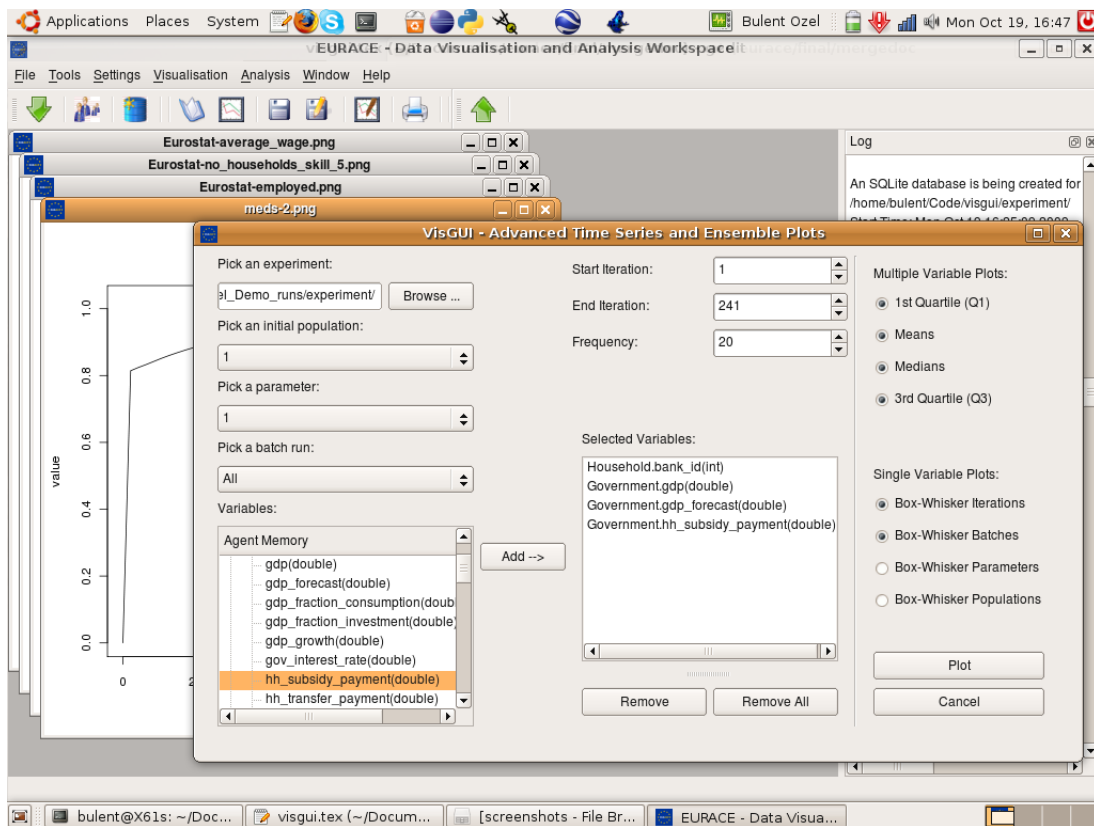 Applications Places System Bulent Ozel Mon Oct 19, 16:47
EURACE - Data Visualisation and Analysis Workspace
File Tools Settings Visualisation Analysis Window Help
Eurostat-average_wage.png
Eurostat-no_households_skill_5.png
Eurostat-employed.png
meds-2.png
Log
An SQLite database is being created for
/home/bulent/Code/visgui/experiment/
VisGUI - Advanced Time Series and Ensemble Plots
Pick an experiment:
el_Demo_runs/experiment/ Browse ...
Pick an initial population:
1
Pick a parameter:
1
Pick a batch run:
All
Variables:
Agent Memory
gdp(double)
gdp_forecast(double)
gdp_fraction_consumption(doubl
gdp_fraction_investment(double)
gdp_growth(double)
gov_interest_rate(double)
hh_subsidy_payment(double)
hh_transfer_payment(double)
Add -->
Start Iteration: 1
End Iteration: 241
Frequency: 20
Selected Variables:
Household.bank_id(int)
Government.gdp(double)
Government.gdp_forecast(double)
Government.hh_subsidy_payment(double)
Remove Remove All
Multiple Variable Plots:
1st Quartile (Q1)
Means
Medians
3rd Quartile (Q3)
Single Variable Plots:
Box-Whisker Iterations
Box-Whisker Batches
Box-Whisker Parameters
Box-Whisker Populations
Plot
Cancel
value
1.0
0.8
0.6
0.4
0.2
0.0
0 2
bulent@X61s: ~/Doc... visgui.tex (~/Docum... [screenshots - File Br... EURACE - Data Visua...